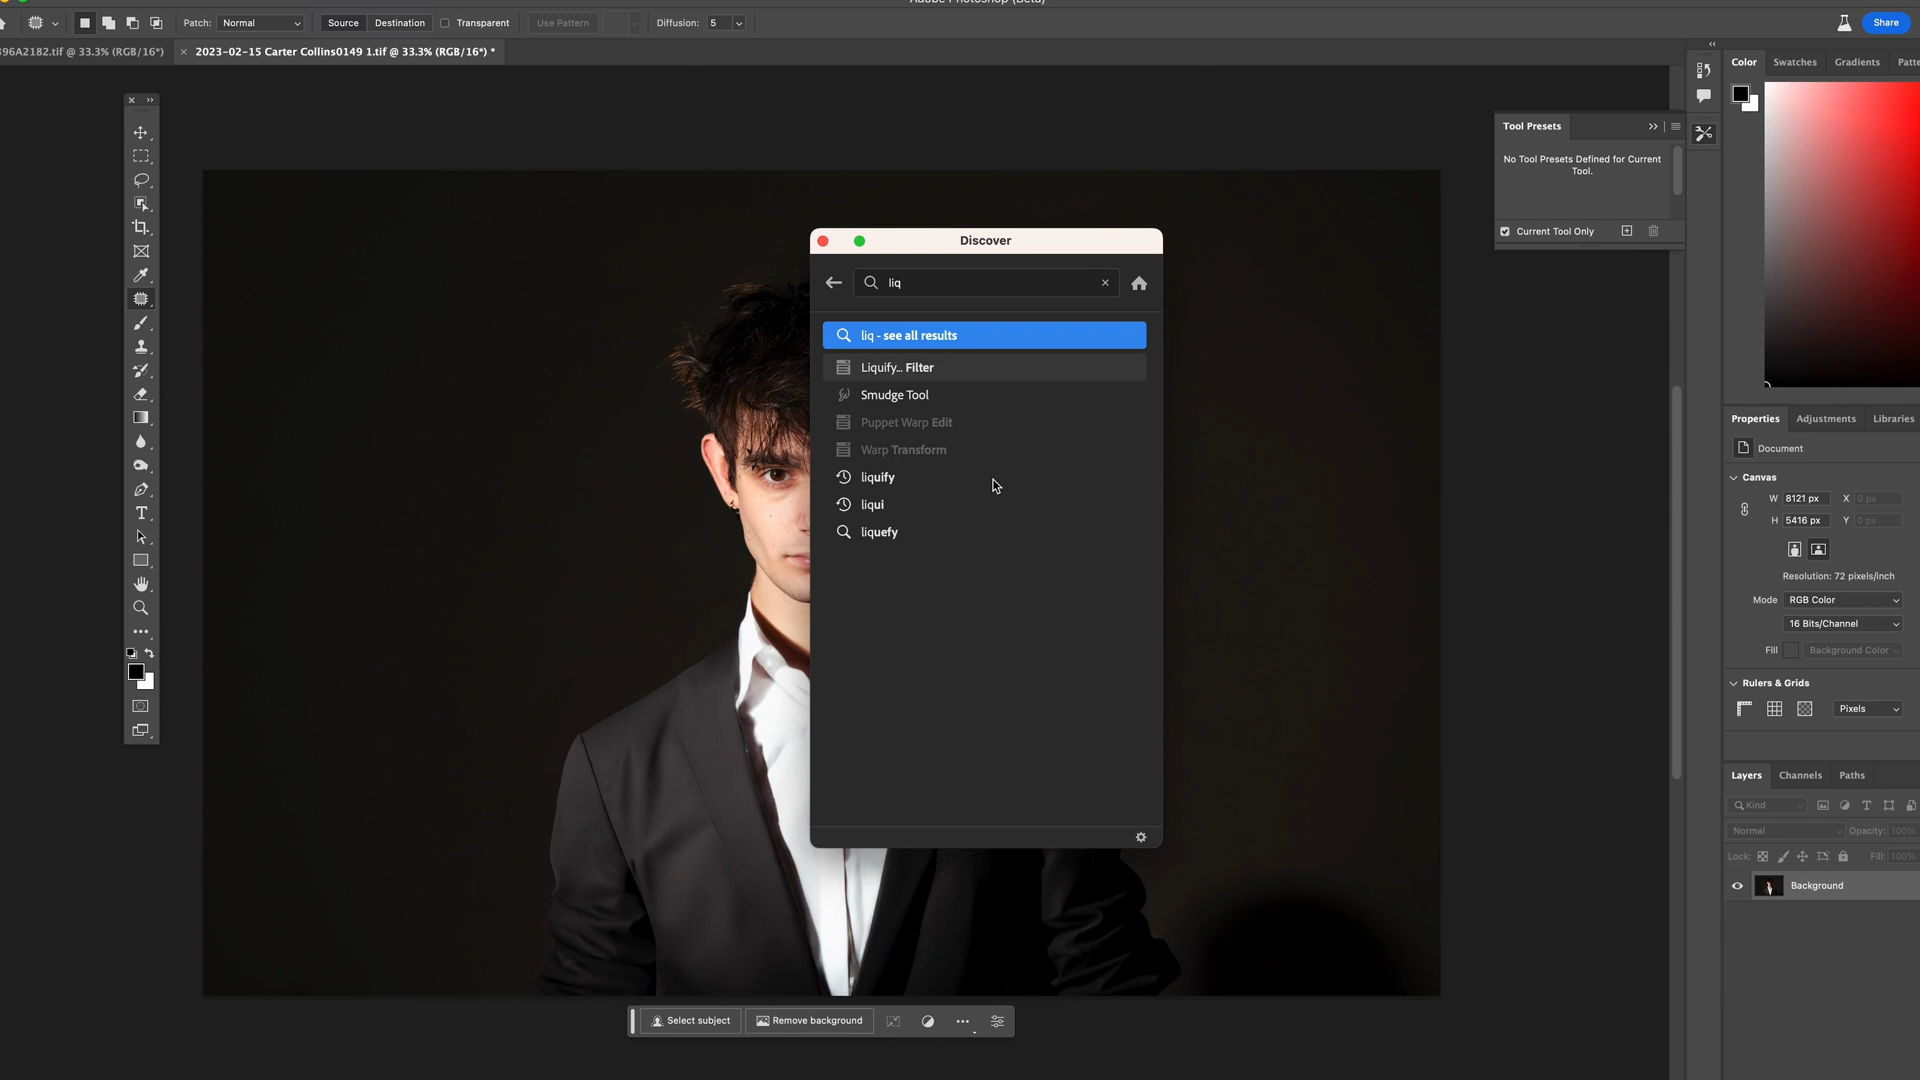 Adobe Photoshop (Beta)
Patch: Normal Source Destination Transparent Use Pattern Diffusion: 5 Share
96A2182.tif @ 33.3% (RGB/16*) × 2023-02-15 Carter Collins0149 1.tif @ 33.3% (RGB/16*) *
Color Swatches Gradients
Tool Presets
No Tool Presets Defined for Current
Tool.
Current Tool Only
Discover
liq
liq - see all results
Liquify... Filter
Smudge Tool
Puppet Warp Edit
Warp Transform
liquify
liqui
liquefy
Properties Adjustments Libraries
Document
Canvas
W 8121 px X 0 px
H 5416 px Y 0 px
Resolution: 72 pixels/inch
Mode RGB Color
16 Bits/Channel
Fill Background Color
Rulers & Grids
Pixels
Layers Channels Paths
Kind
Normal Opacity: 100%
Lock: Fill: 100%
Background
Select subject Remove background